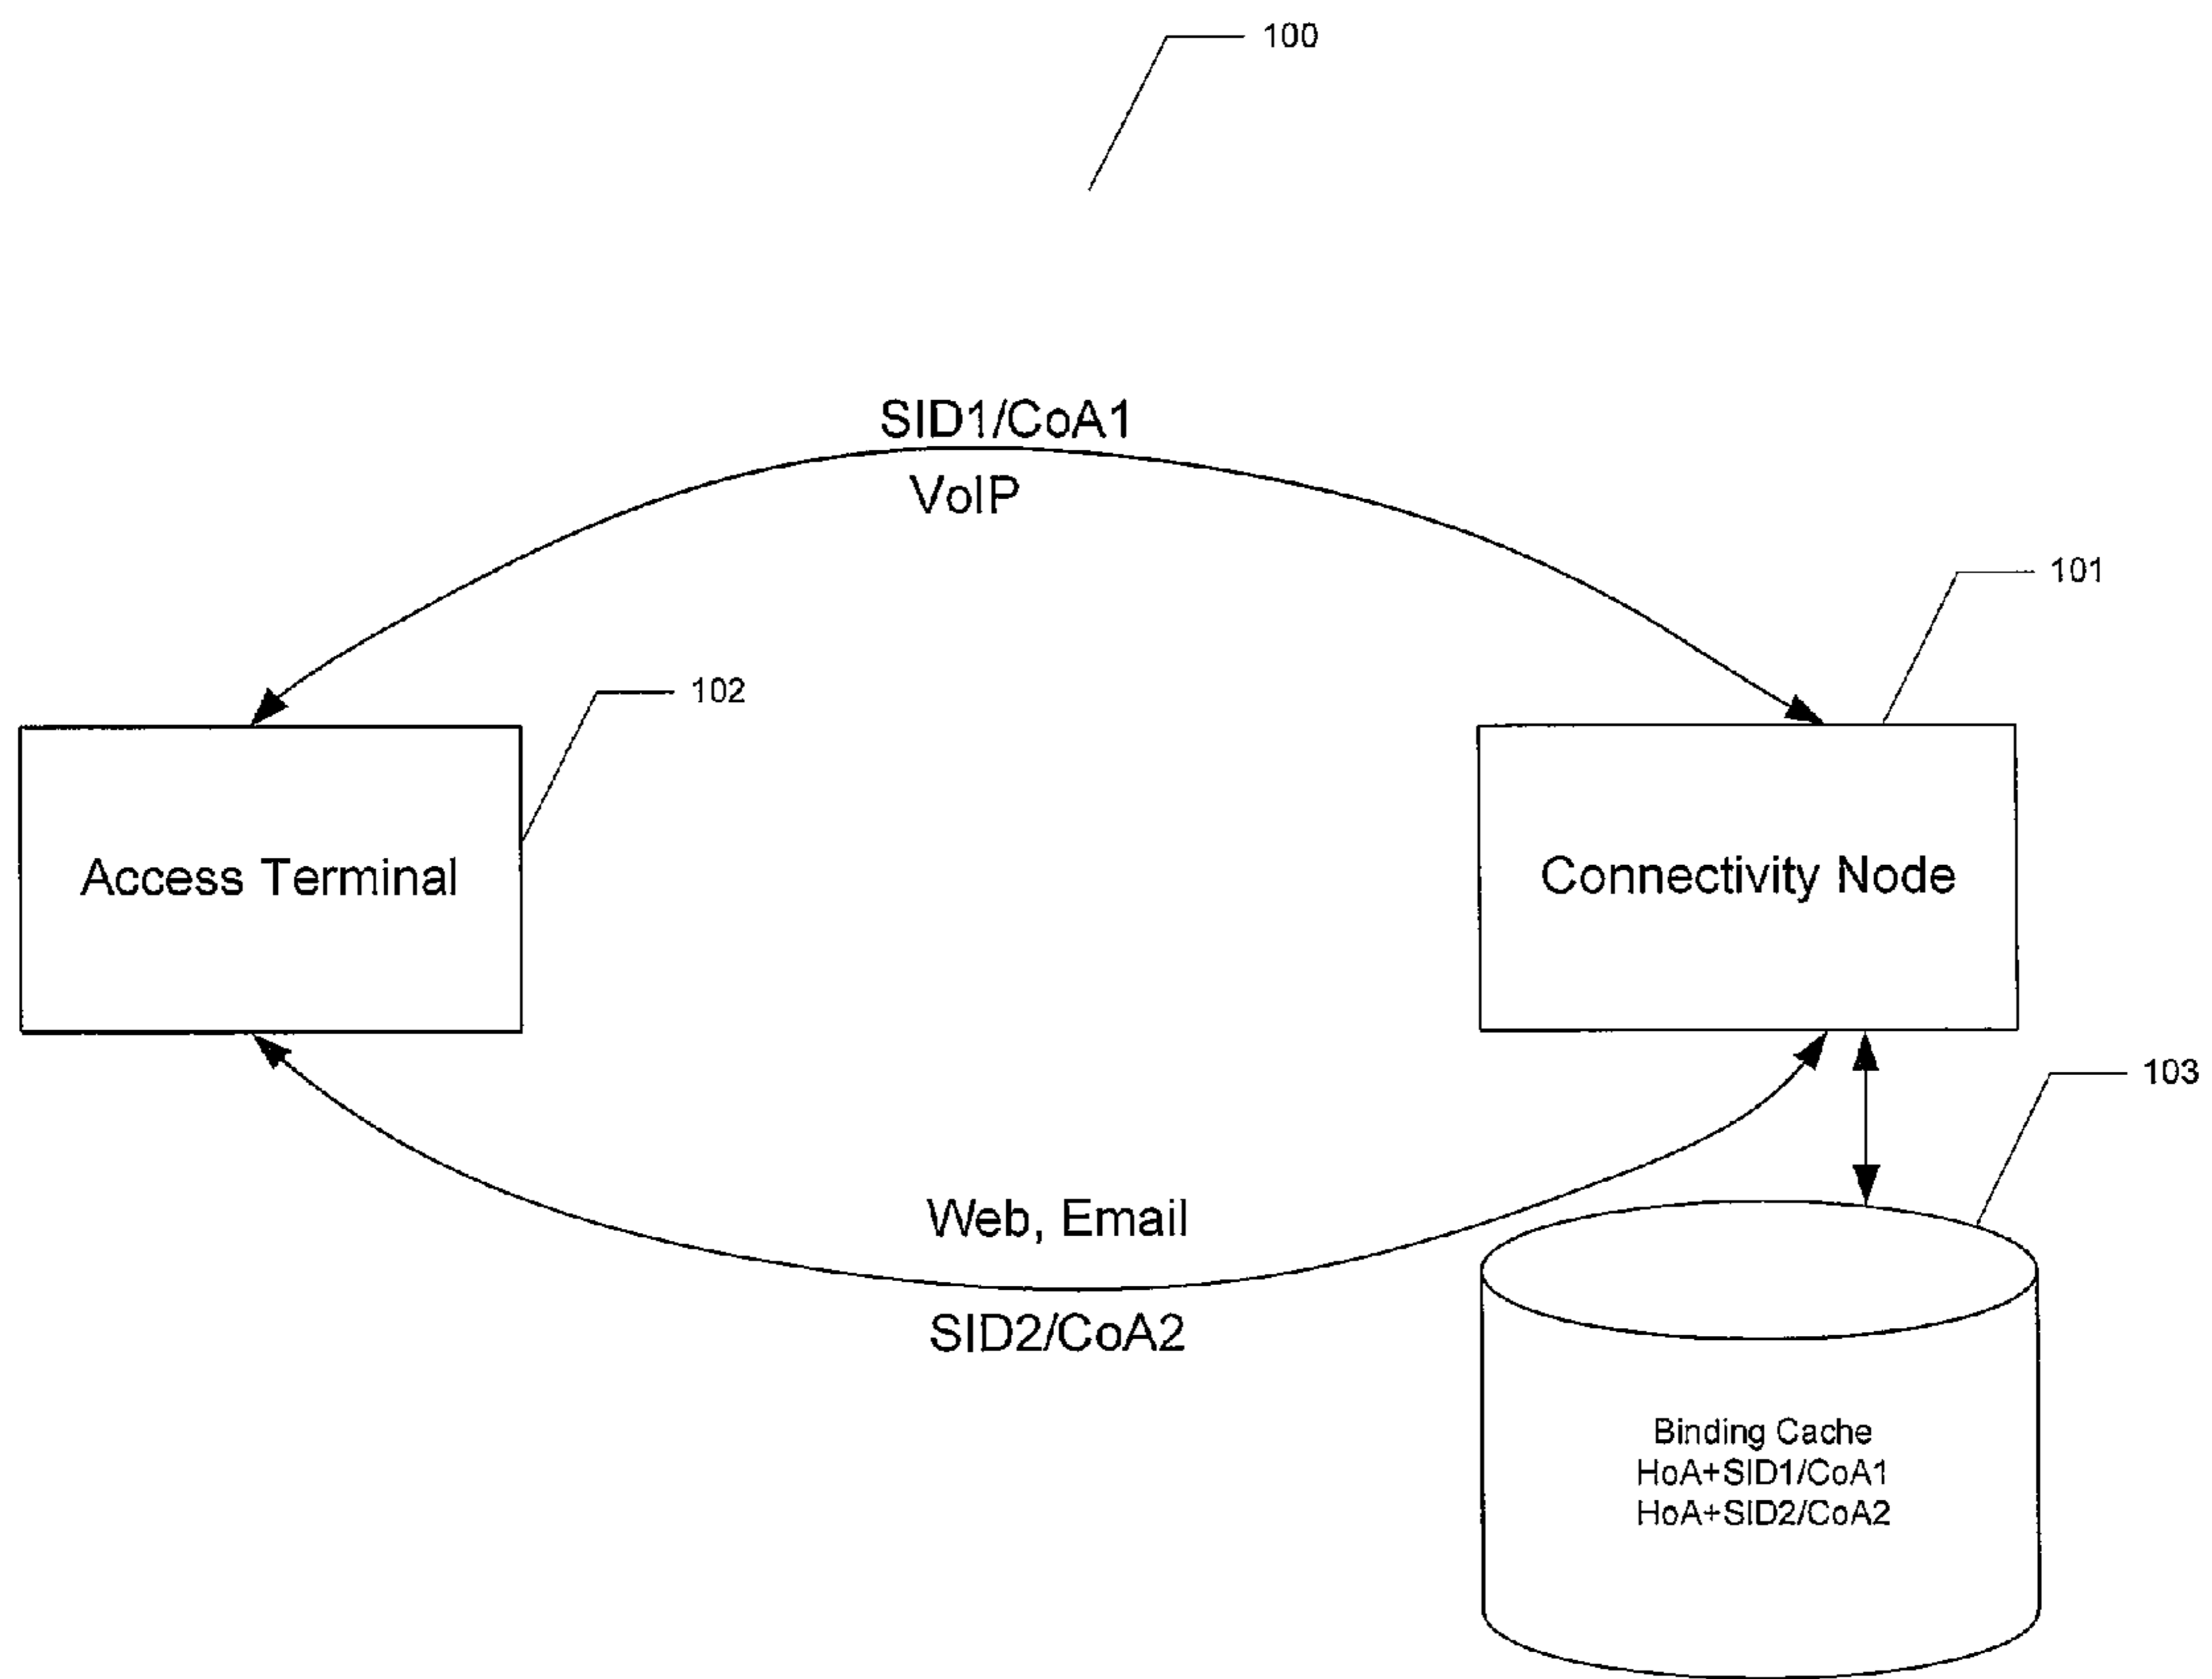 100
SID1/CoA1
VoIP
101
102
Access Terminal
Connectivity Node
103
Web, Email
SID2/CoA2
Binding Cache
HoA+SID1/CoA1
HoA+SID2/CoA2